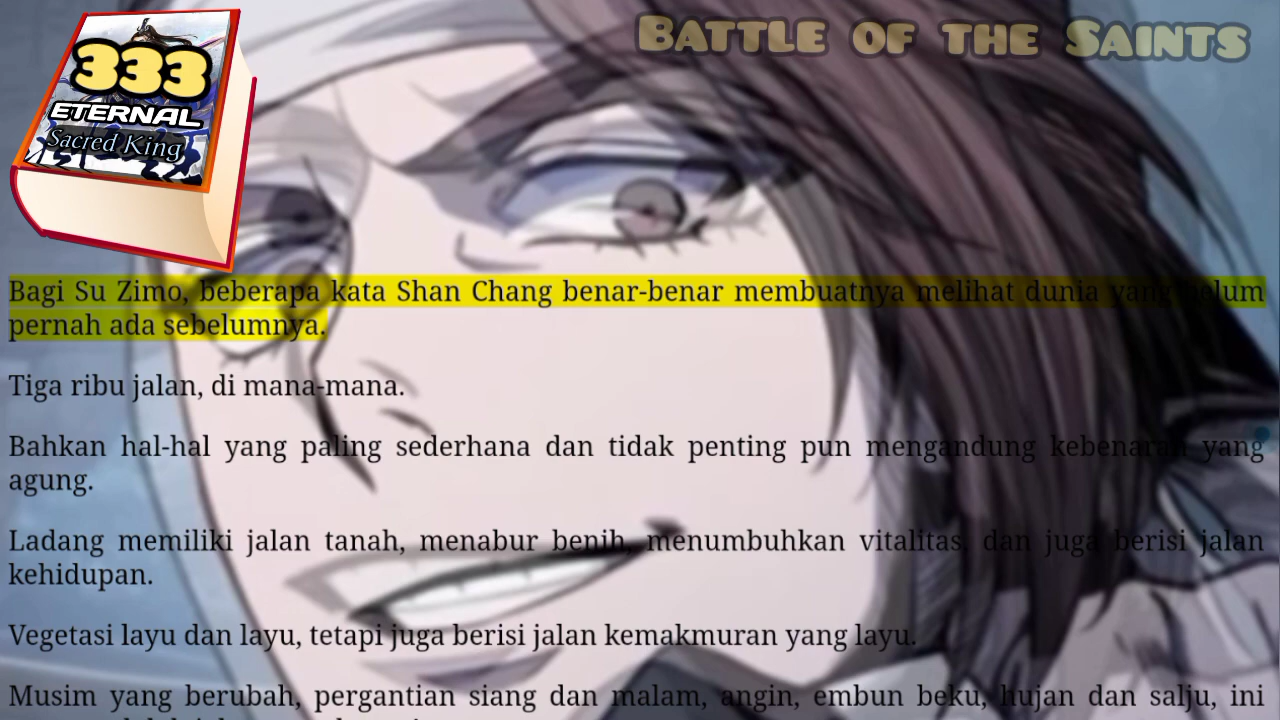 Battle of the Saints
333
ETERNAL
Sacred King
Bagi Su Zimo, beberapa kata Shan Chang benar-benar membuatnya melihat dunia yang belum
pernah ada sebelumnya.
Tiga ribu jalan, di mana-mana.
Bahkan hal-hal yang paling sederhana dan tidak penting pun mengandung kebenaran yang
agung.
Ladang memiliki jalan tanah, menabur benih, menumbuhkan vitalitas, dan juga berisi jalan
kehidupan.
Vegetasi layu dan layu, tetapi juga berisi jalan kemakmuran yang layu.
Musim yang berubah, pergantian siang dan malam, angin, embun beku, hujan dan salju, ini